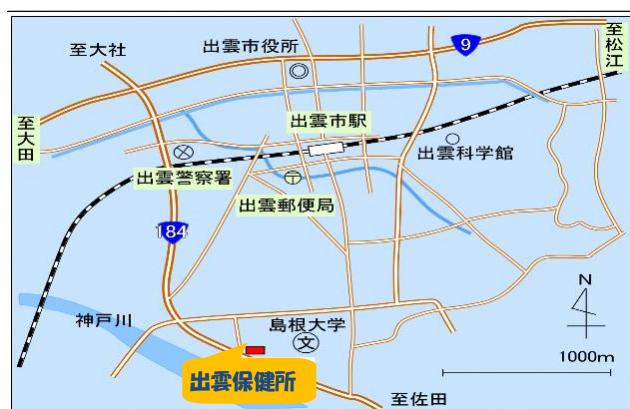 至大社
出雲市役所
9
至松江
至大田
出雲市駅
出雲科学館
出雲警察署
出雲郵便局
184
N
神戸川
島根大学
文
1000m
出雲保健所
至佐田